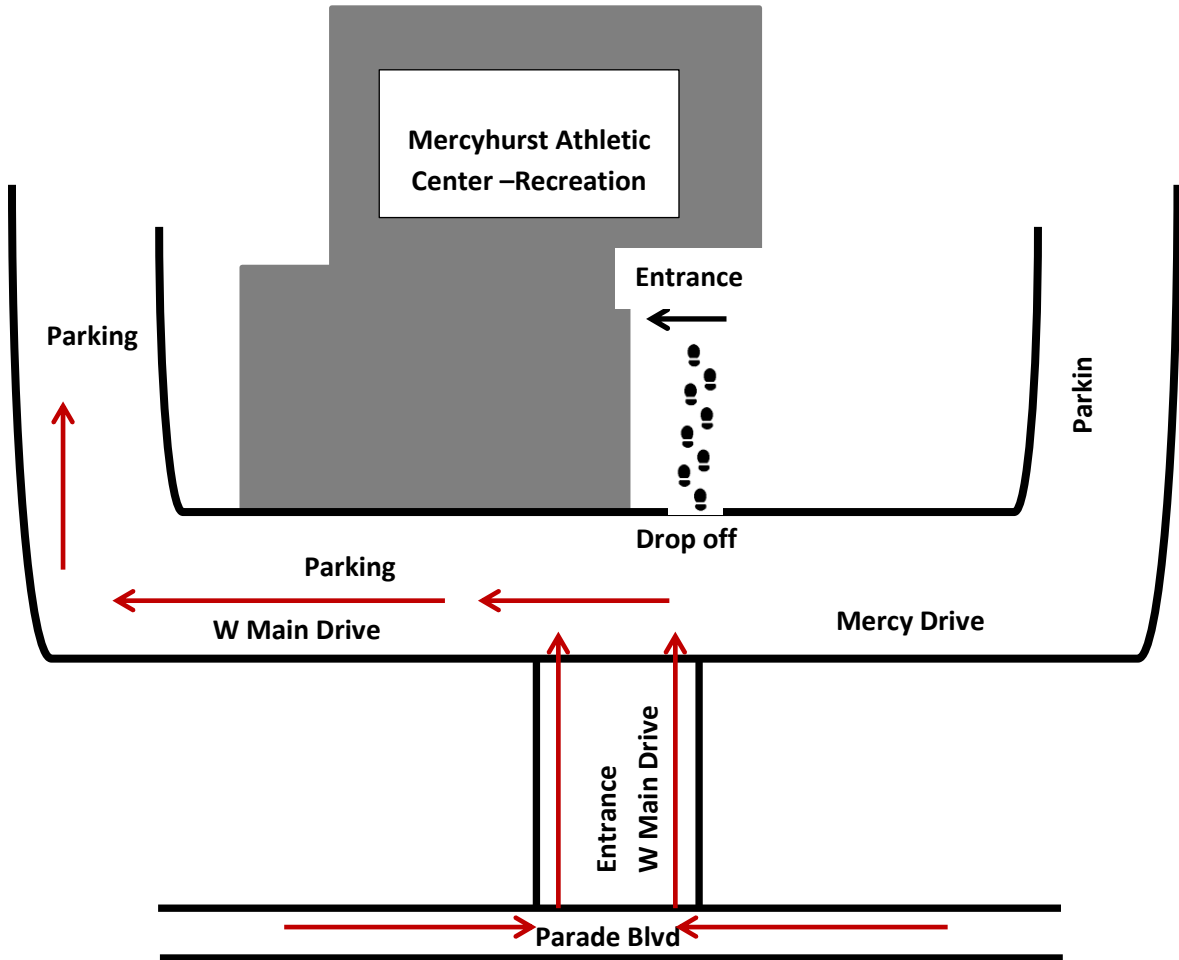 Mercyhurst Athletic
Center –Recreation
Entrance
Parking
Parkin
Drop off
Parking
W Main Drive
Mercy Drive
Entrance
W Main Drive
Parade Blvd